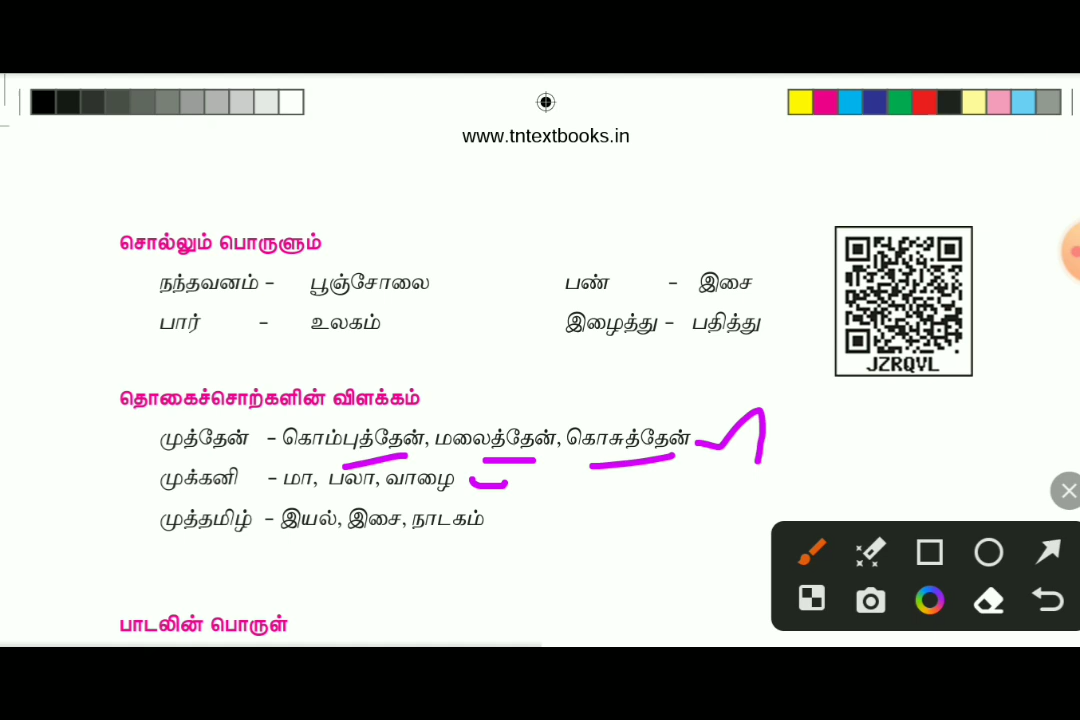 www.tntextbooks.in
சொல்லும் பொருளும்
நந்தவனம் - பூஞ்சோலை பண் - இசை
பார் - உலகம் இழைத்து - பதித்து
JZRQVL
தொகைச்சொற்களின் விளக்கம்
முத்தேன் - கொம்புத்தேன், மலைத்தேன், கொசுத்தேன்
முக்கனி - மா, பலா, வாழை
முத்தமிழ் - இயல், இசை, நாடகம்
பாடலின் பொருள்